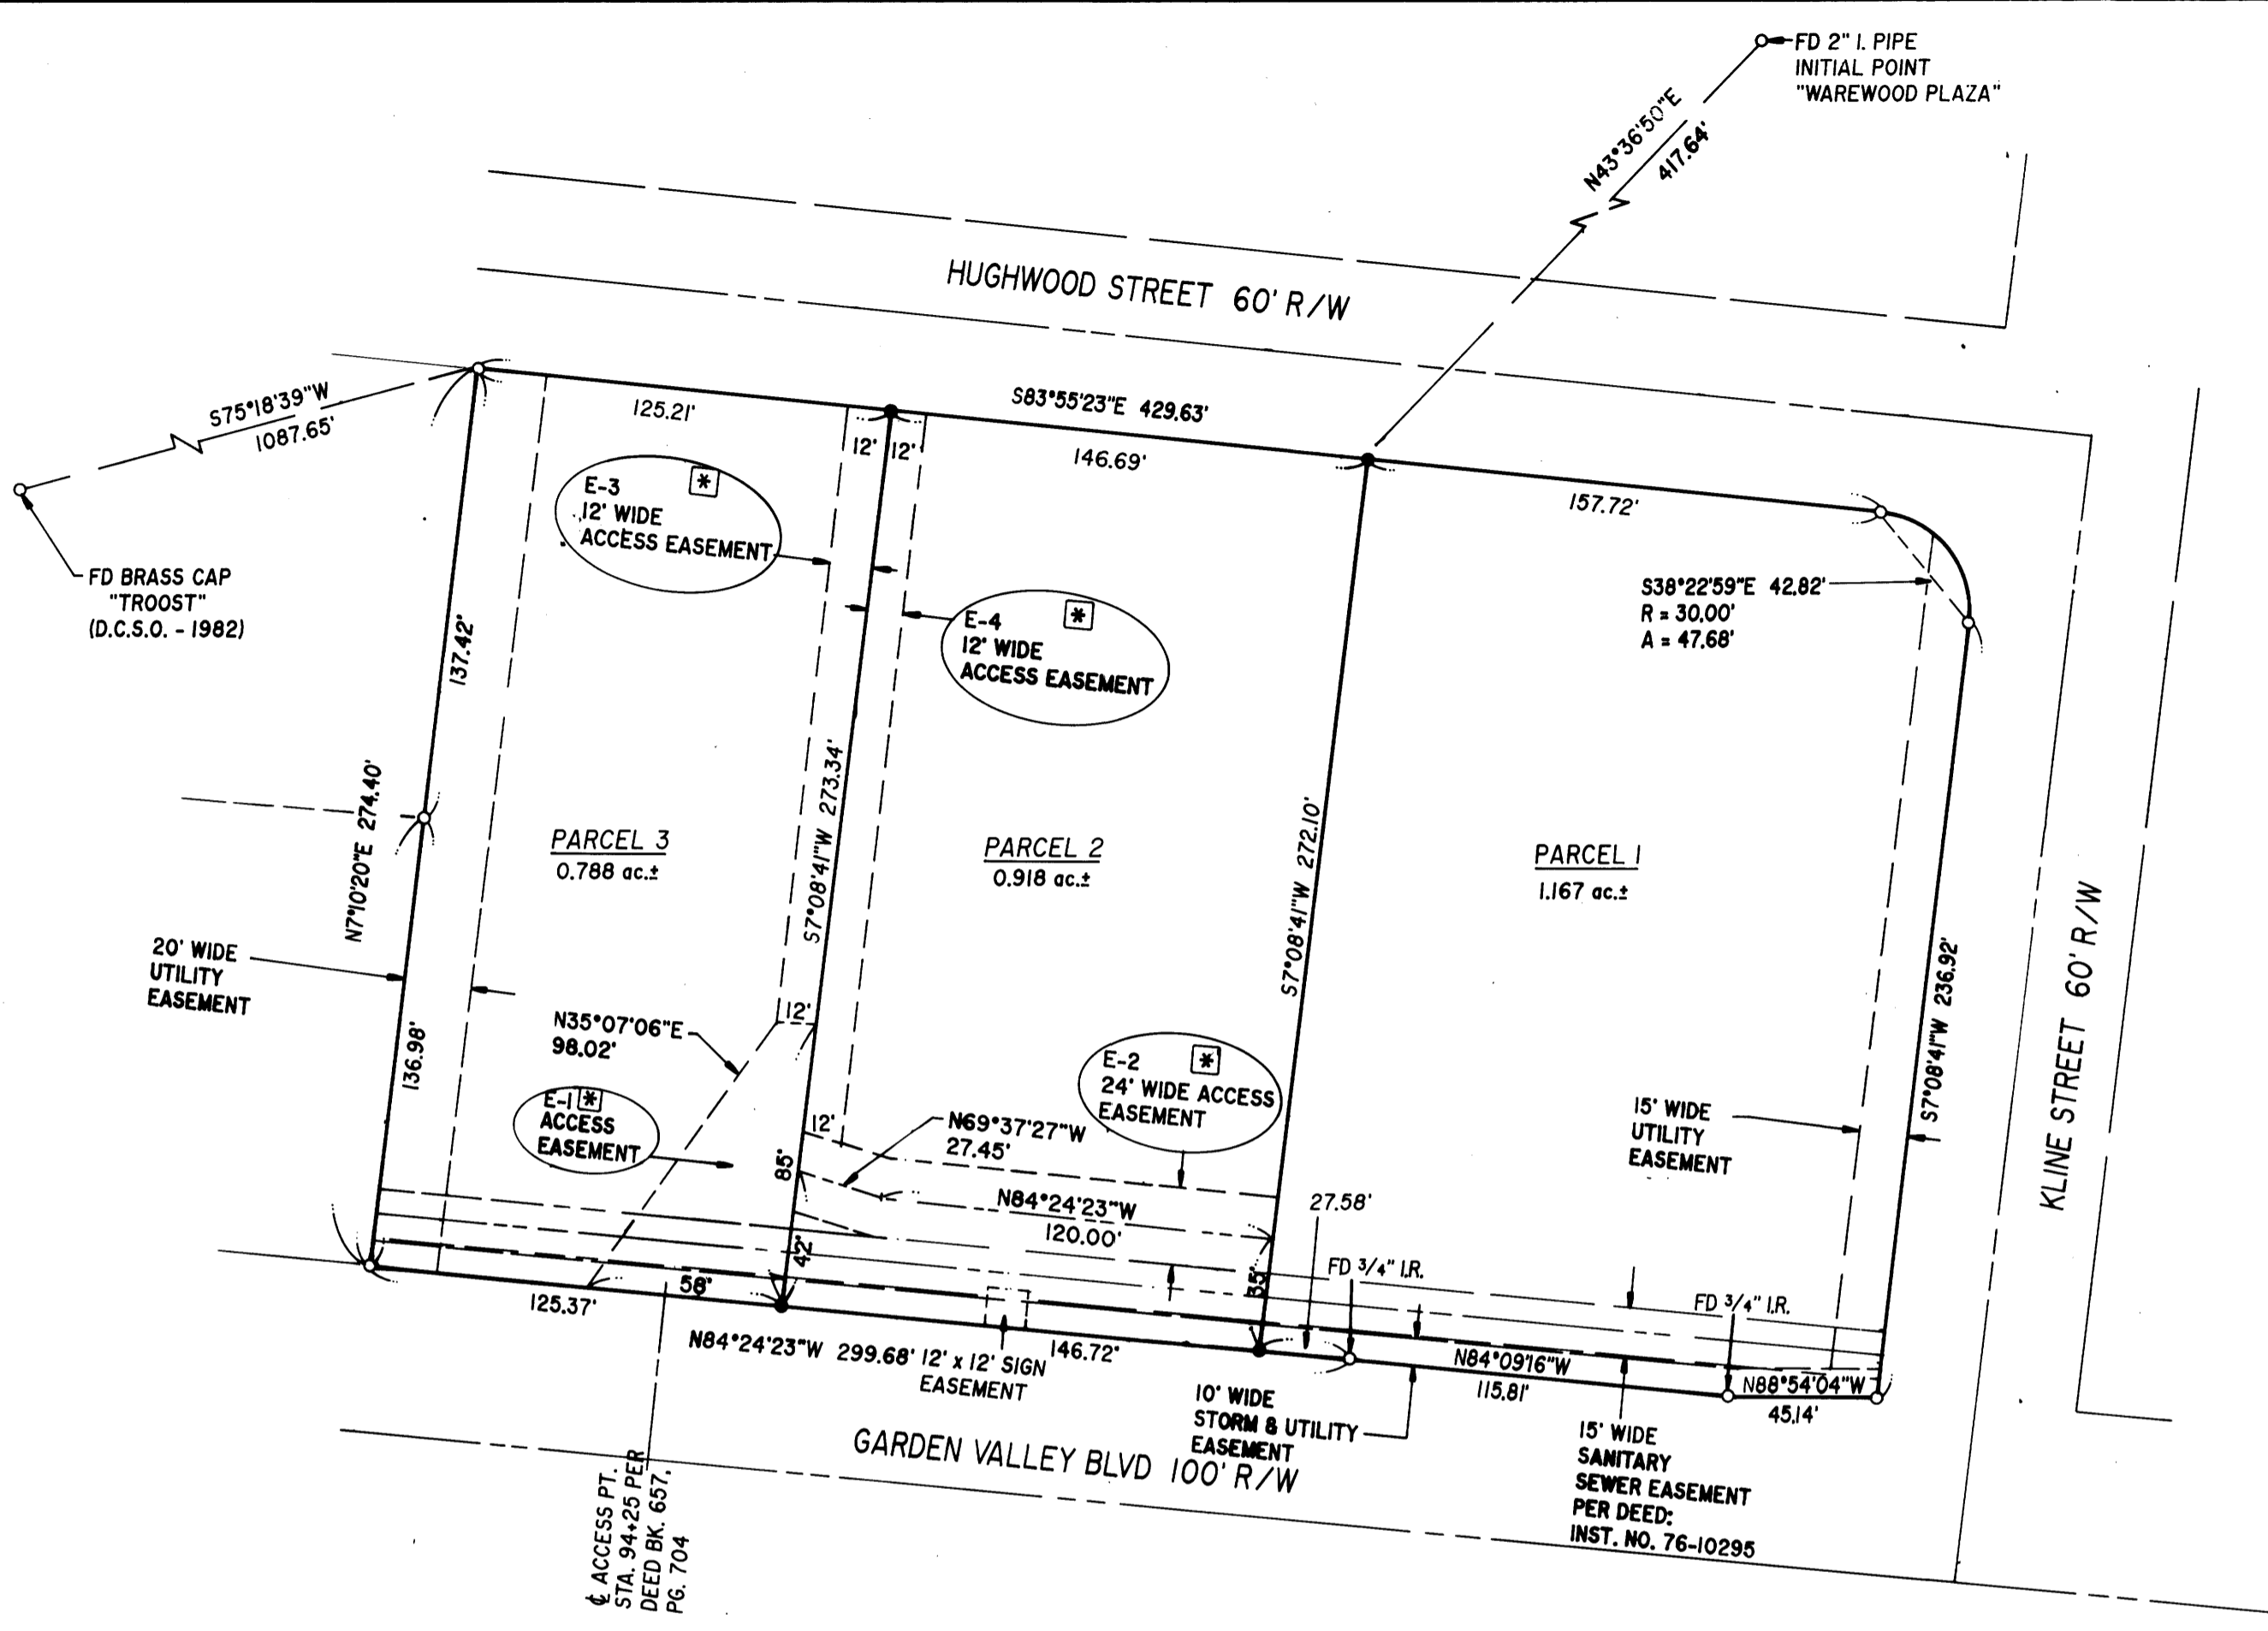 FD 2" I. PIPE
INITIAL POINT
"WAREWOOD PLAZA"
N43°36'50"E
417.64'
HUGHWOOD STREET 60' R/W
S75°18'39"W
1087.65'
FD BRASS CAP
"TROOST"
(D.C.S.O. - 1982)
125.21'
S83°55'23"E 429.63'
12' 12'
146.69'
157.72'
E-3 *
12' WIDE
ACCESS EASEMENT
E-4 *
12' WIDE
ACCESS EASEMENT
S38°22'59"E 42.82'
R = 30.00'
A = 47.68'
137.42'
N7°10'20"E 274.40'
S7°08'41"W 273.34'
S7°08'41"W 272.10'
PARCEL 3
0.788 ac.±
PARCEL 2
0.918 ac.±
PARCEL 1
1.167 ac.±
20' WIDE
UTILITY
EASEMENT
136.98'
N35°07'06"E
98.02'
12'
E-1 *
ACCESS
EASEMENT
12'
85'
N69°37'27"W
27.45'
E-2 *
24' WIDE ACCESS
EASEMENT
N84°24'23"W
120.00'
27.58'
15' WIDE
UTILITY
EASEMENT
S7°08'41"W 236.92'
KLINE STREET 60' R/W
42'
35'
58'
FD 3/4" I.R.
FD 3/4" I.R.
125.37'
N84°24'23"W 299.68'
12' x 12' SIGN
EASEMENT
146.72'
N84°09'16"W
115.81'
N88°54'04"W
45.14'
10' WIDE
STORM & UTILITY
EASEMENT
15' WIDE
SANITARY
SEWER EASEMENT
PER DEED:
INST. NO. 76-10295
GARDEN VALLEY BLVD 100' R/W
℄ ACCESS PT.
STA. 94+25 PER
DEED BK. 657,
PG. 704